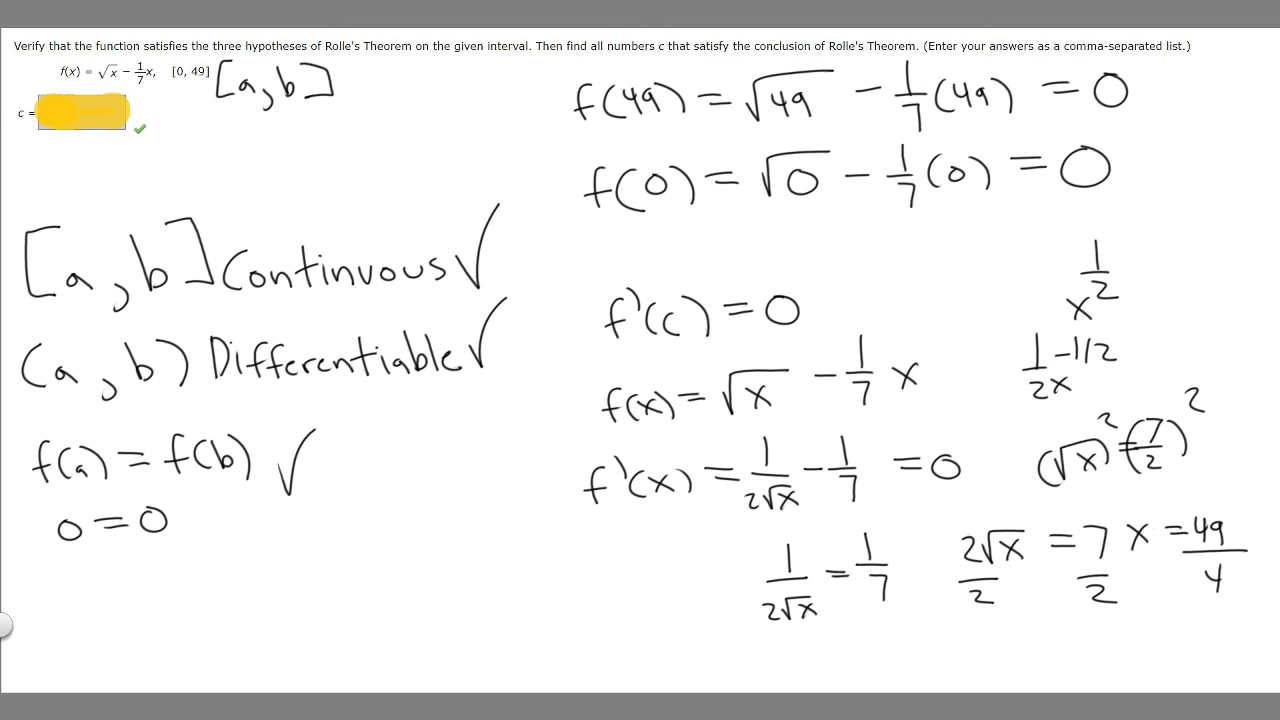 Verify that the function satisfies the three hypotheses of Rolle's Theorem on the given interval. Then find all numbers c that satisfy the conclusion of Rolle's Theorem. (Enter your answers as a comma-separated list.)
f(x) = √x − 1/7 x, [0, 49]
[a,b]
c =
[a,b] Continuous √
(a,b) Differentiable √
f(a) = f(b) √
0 = 0
f(49) = √49 − 1/7 (49) = 0
f(0) = √0 − 1/7 (0) = 0
f'(c) = 0
f(x) = √x − 1/7 x
f'(x) = 1/2√x − 1/7 = 0
1/2√x = 1/7
x^1/2
1/2x −1/2
(√x)² = (7/2)²
2√x/2 = 7/2
x = 49/4